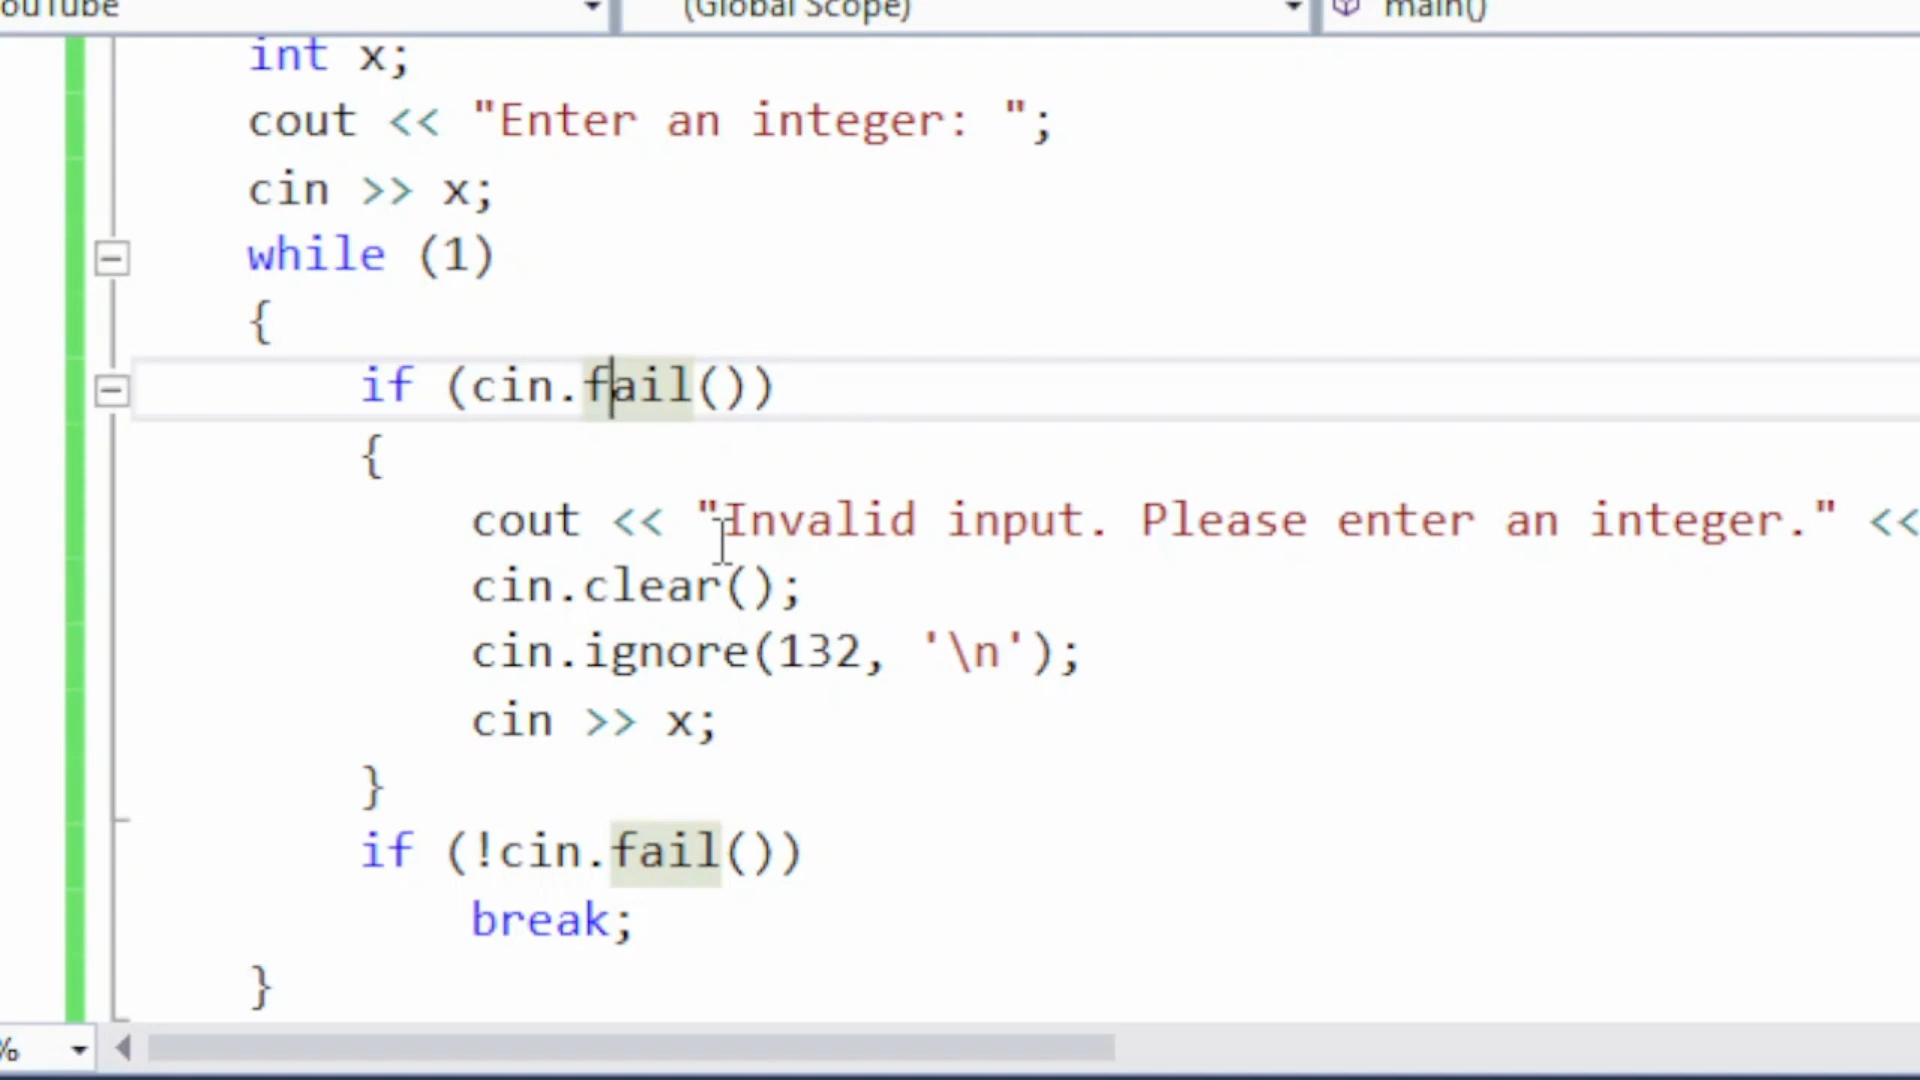 ouTube (Global Scope) main()
int x;
cout << "Enter an integer: ";
cin >> x;
while (1)
{
if (cin.fail())
{
cout << "Invalid input. Please enter an integer." <<
cin.clear();
cin.ignore(132, '\n');
cin >> x;
}
if (!cin.fail())
break;
}
%